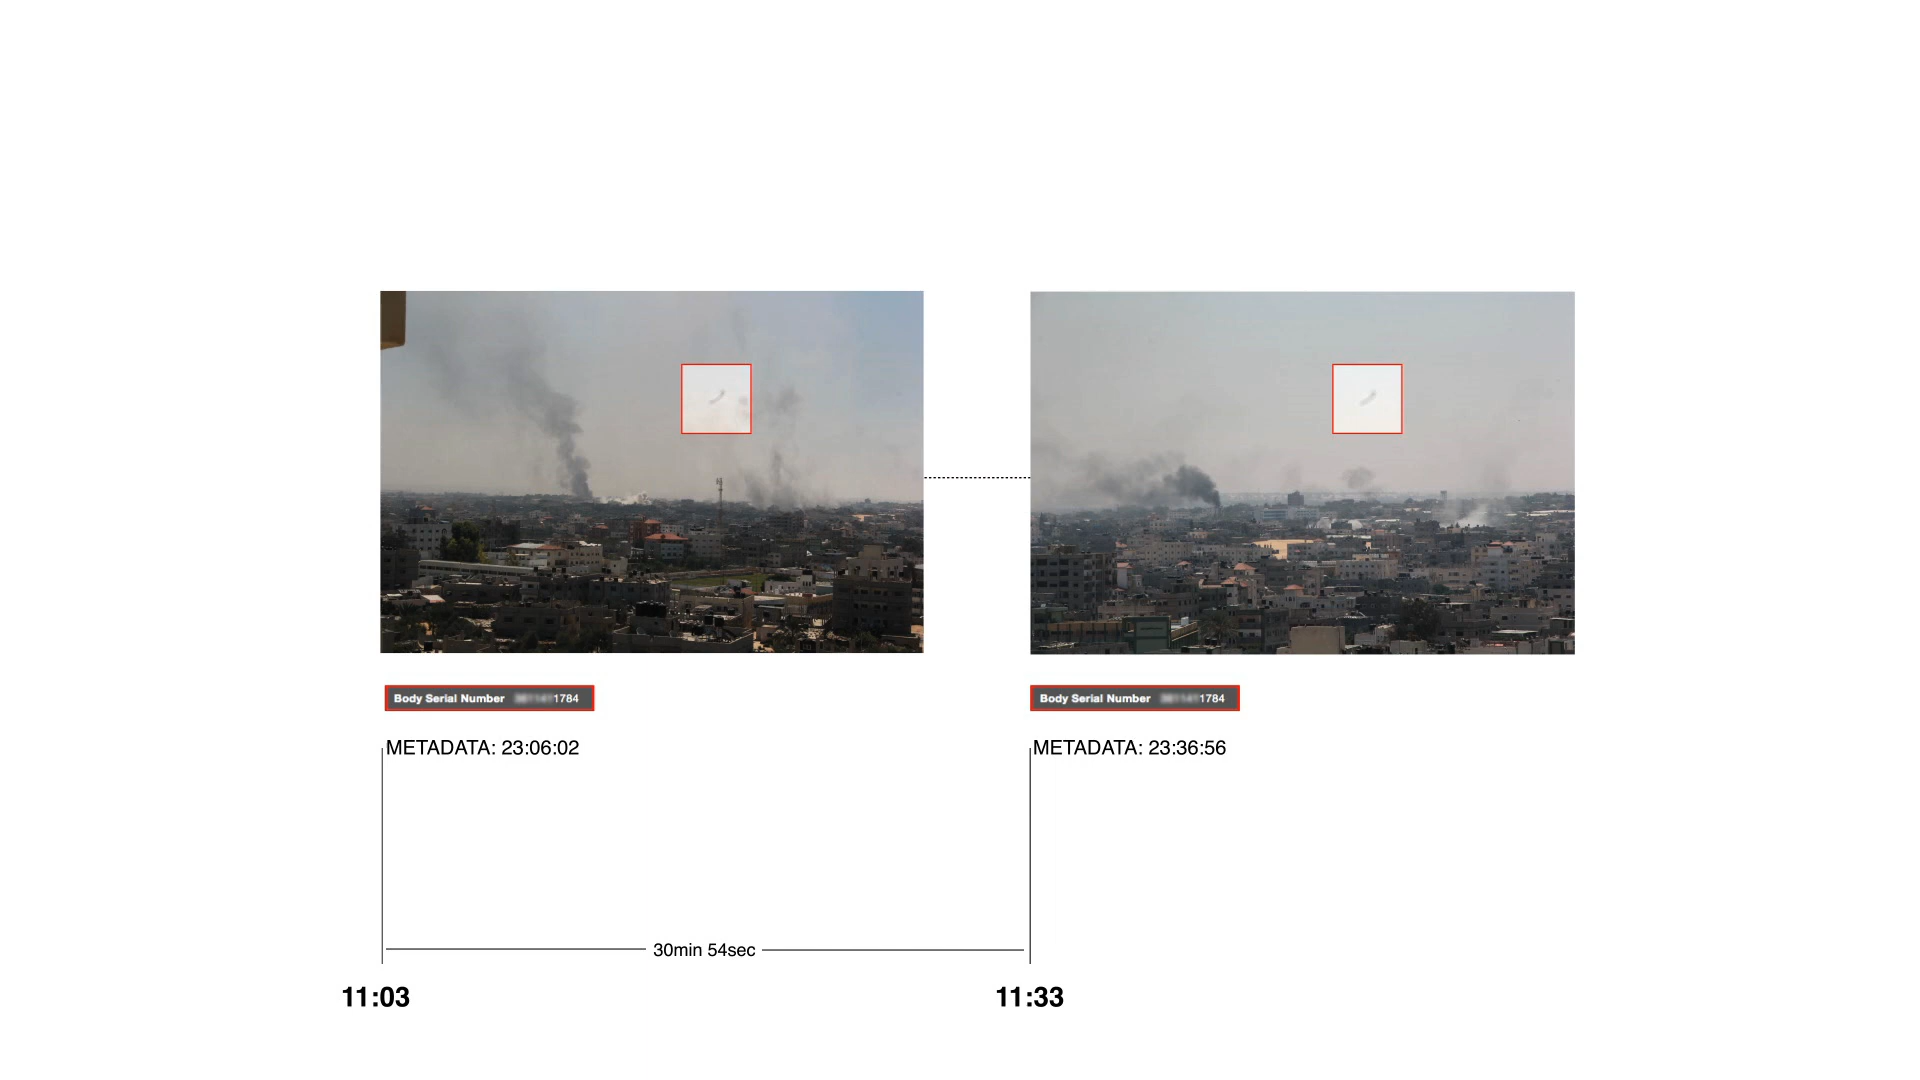 Body Serial Number 1784
Body Serial Number 1784
METADATA: 23:06:02
METADATA: 23:36:56
30min 54sec
11:03
11:33